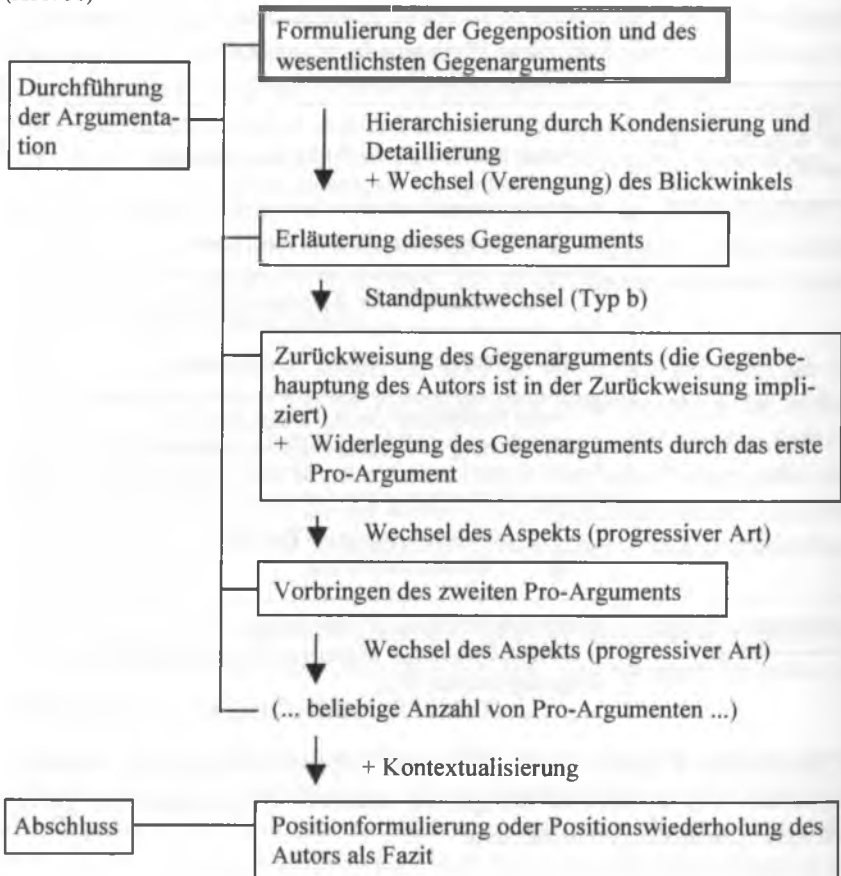 Formulierung der Gegenposition und des
wesentlichsten Gegenarguments
Durchführung
der Argumenta-
tion
Hierarchisierung durch Kondensierung und
Detaillierung
+ Wechsel (Verengung) des Blickwinkels
Erläuterung dieses Gegenarguments
Standpunktwechsel (Typ b)
Zurückweisung des Gegenarguments (die Gegenbe-
hauptung des Autors ist in der Zurückweisung impli-
ziert)
+ Widerlegung des Gegenarguments durch das erste
Pro-Argument
Wechsel des Aspekts (progressiver Art)
Vorbringen des zweiten Pro-Arguments
Wechsel des Aspekts (progressiver Art)
(... beliebige Anzahl von Pro-Argumenten ...)
+ Kontextualisierung
Abschluss
Positionformulierung oder Positionswiederholung des
Autors als Fazit